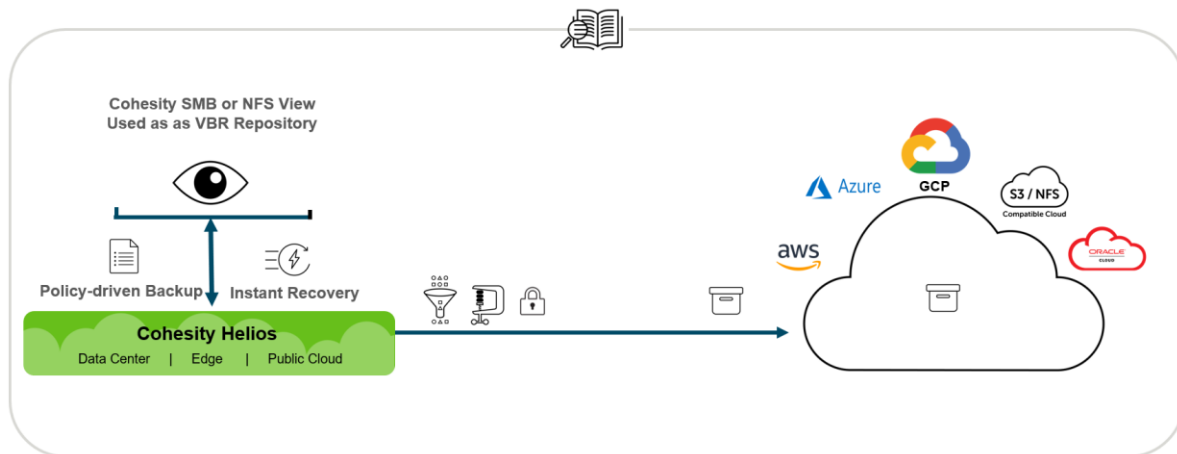 Cohesity SMB or NFS View
Used as as VBR Repository
Policy-driven Backup
Instant Recovery
Cohesity Helios
Data Center | Edge | Public Cloud
aws
Azure
GCP
S3 / NFS
Compatible Cloud
ORACLE
CLOUD